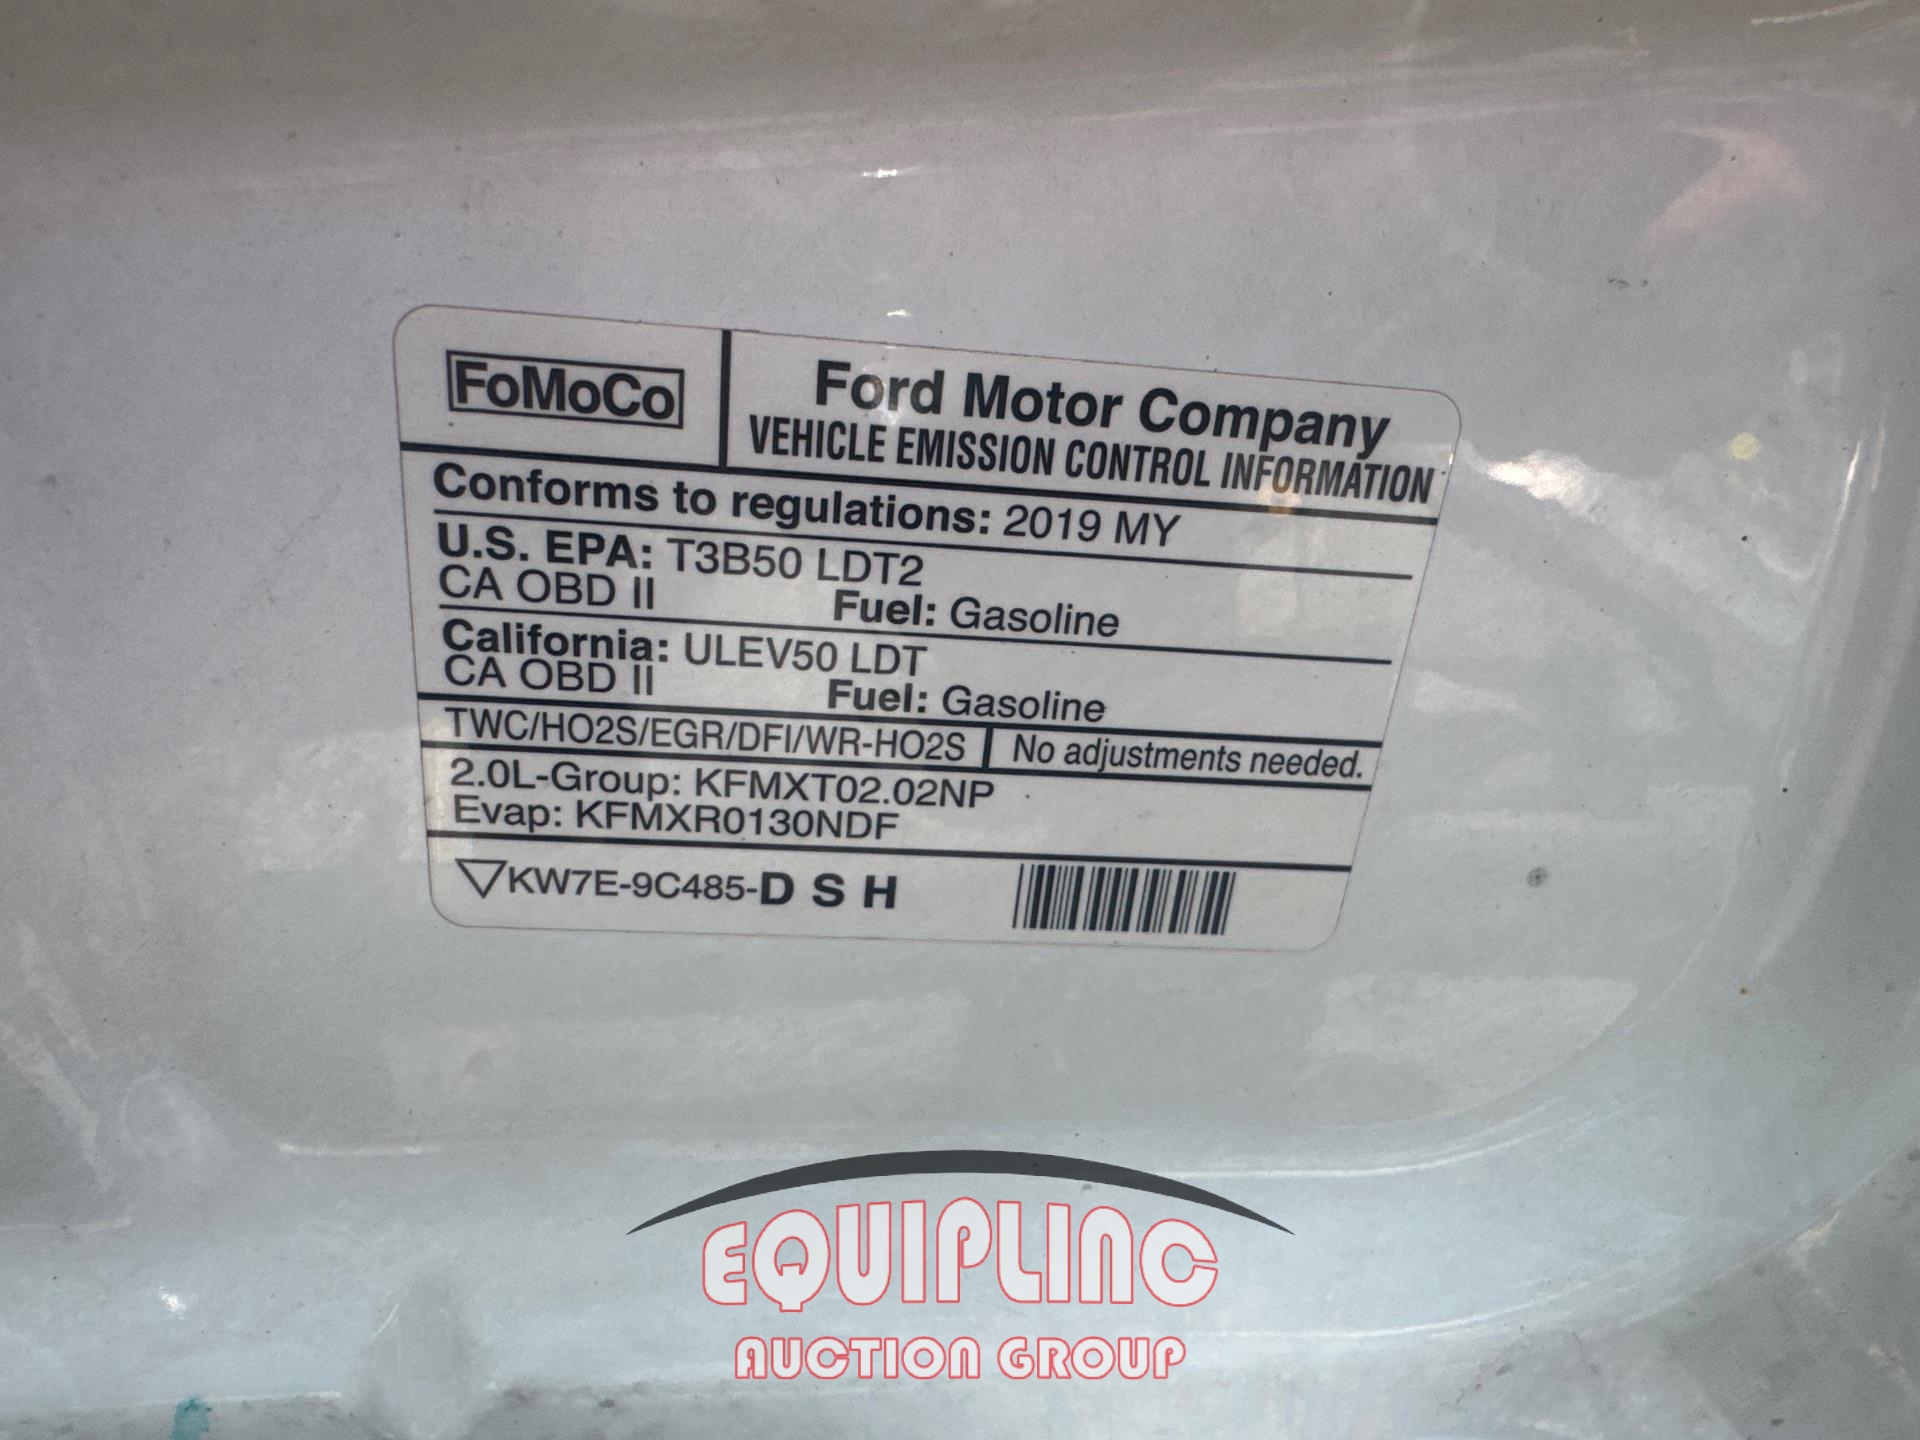 FoMoCo
Ford Motor Company
VEHICLE EMISSION CONTROL INFORMATION
Conforms to regulations: 2019 MY
U.S. EPA: T3B50 LDT2
CA OBD II Fuel: Gasoline
California: ULEV50 LDT
CA OBD II Fuel: Gasoline
TWC/HO2S/EGR/DFI/WR-HO2S No adjustments needed.
2.0L-Group: KFMXT02.02NP
Evap: KFMXR0130NDF
KW7E-9C485-D S H
EQUIPLINC
AUCTION GROUP